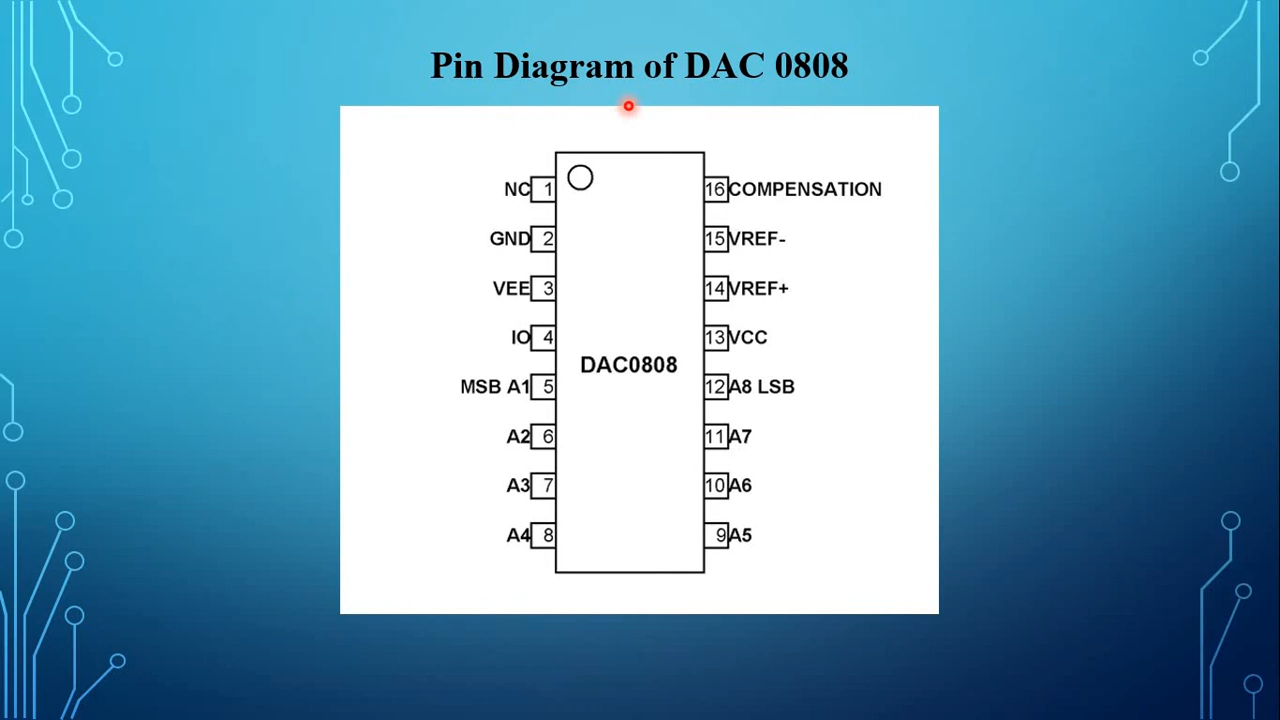 Pin Diagram of DAC 0808
NC 1 16 COMPENSATION
GND 2 15 VREF-
VEE 3 14 VREF+
IO 4 13 VCC
DAC0808
MSB A1 5 12 A8 LSB
A2 6 11 A7
A3 7 10 A6
A4 8 9 A5